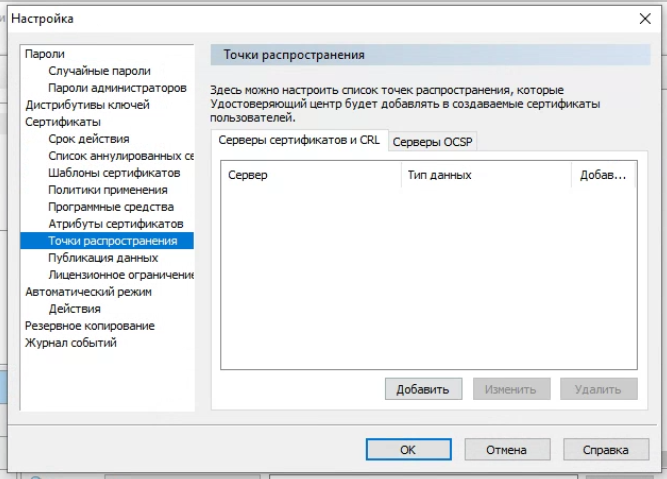 Настройка
Пароли
Случайные пароли
Пароли администраторов
Дистрибутивы ключей
Сертификаты
Срок действия
Список аннулированных се
Шаблоны сертификатов
Политики применения
Программные средства
Атрибуты сертификатов
Точки распространения
Публикация данных
Лицензионное ограничение
Автоматический режим
Действия
Резервное копирование
Журнал событий
Точки распространения
Здесь можно настроить список точек распространения, которые
Удостоверяющий центр будет добавлять в создаваемые сертификаты
пользователей.
Серверы сертификатов и CRL
Серверы OCSP
Сервер
Тип данных
Добав...
Добавить
Изменить
Удалить
OK
Отмена
Справка